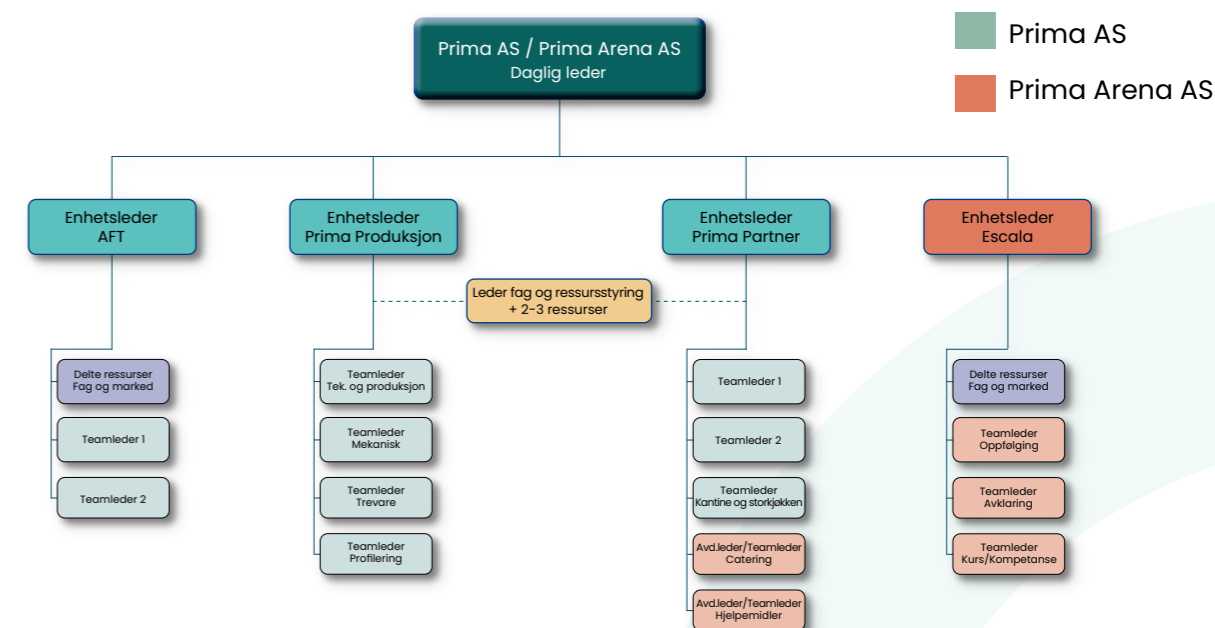 Prima AS / Prima Arena AS
Daglig leder
Prima AS
Prima Arena AS
Enhetsleder
AFT
Enhetsleder
Prima Produksjon
Enhetsleder
Prima Partner
Enhetsleder
Escala
Leder fag og ressursstyring
+ 2-3 ressurser
Delte ressurser
Fag og marked
Teamleder 1
Teamleder 2
Teamleder
Tek. og produksjon
Teamleder
Mekanisk
Teamleder
Trevare
Teamleder
Profilering
Teamleder 1
Teamleder 2
Teamleder
Kantine og storkjøkken
Avd.leder/Teamleder
Catering
Avd.leder/Teamleder
Hjelpemidler
Delte ressurser
Fag og marked
Teamleder
Oppfølging
Teamleder
Avklaring
Teamleder
Kurs/Kompetanse